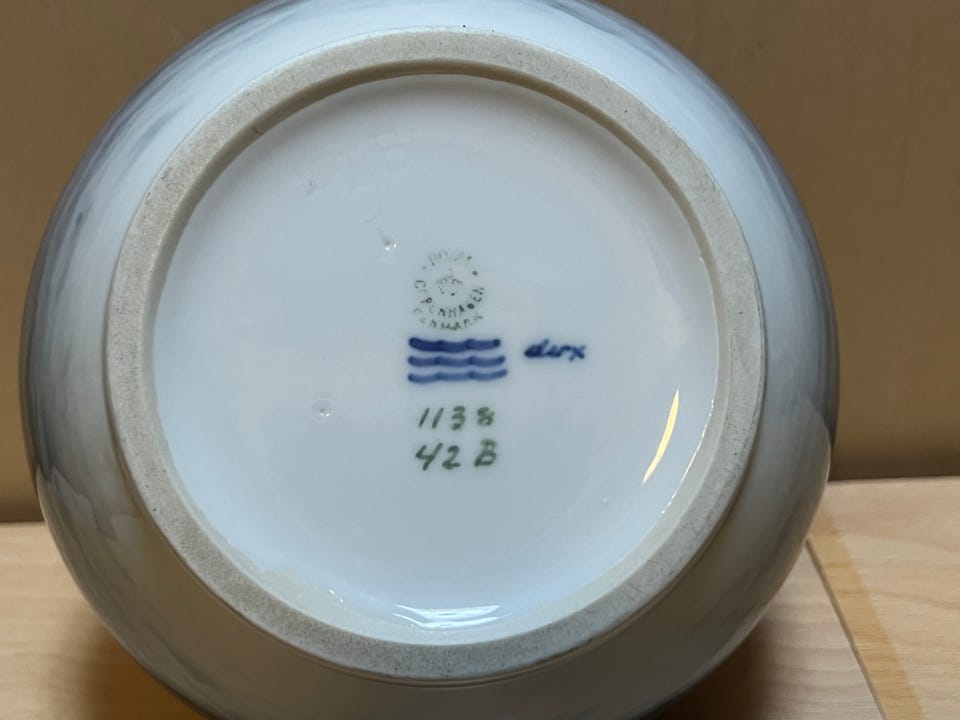 ROYAL
COPENHAGEN
DENMARK
1138
42B